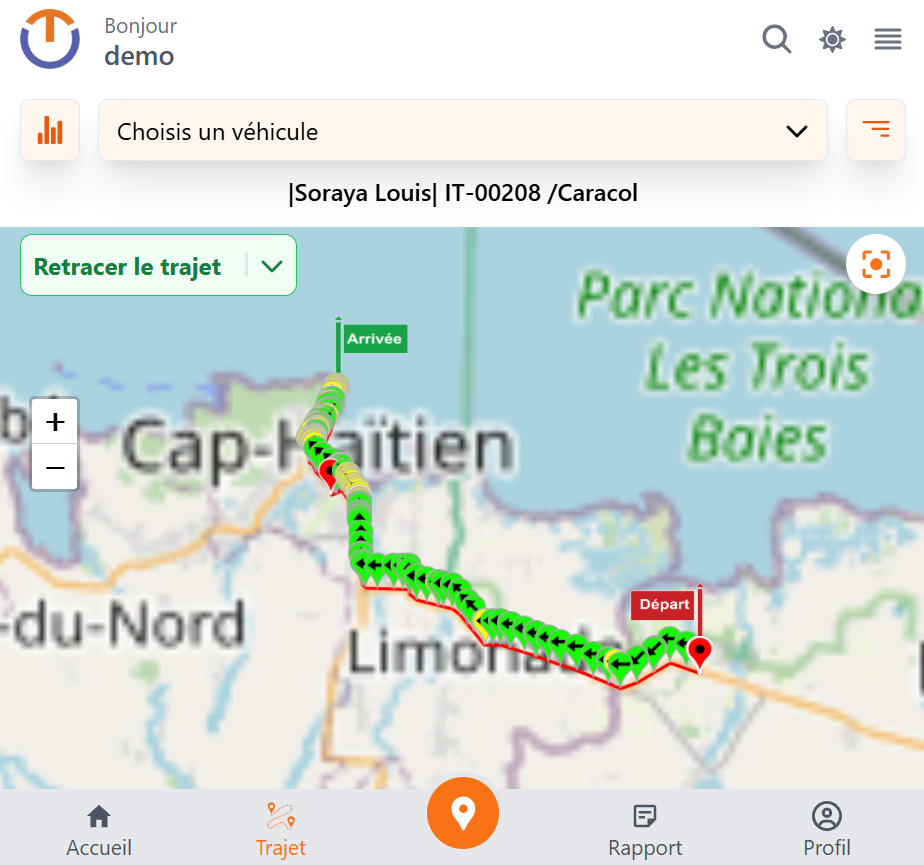 Bonjour
demo
Choisis un véhicule
|Soraya Louis| IT-00208 /Caracol
Retracer le trajet
Parc Nationa
Les Trois
Baies
Arrivée
+
Cap-Haïtien
−
Départ
-du-Nord
Limonade
Accueil
Trajet
Rapport
Profil